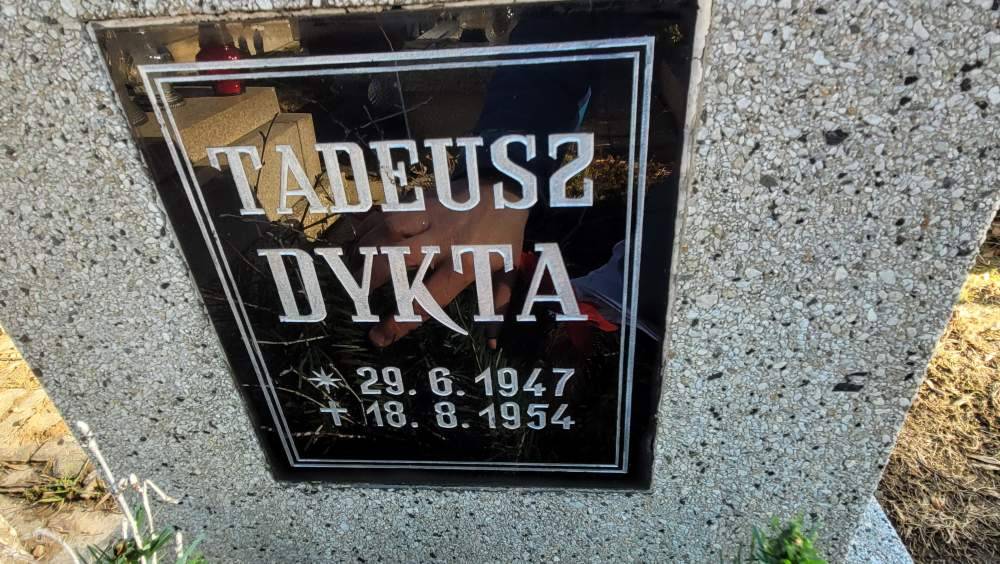 TADEUSZ
DYKTA
* 29. 6. 1947
✝ 18. 8. 1954